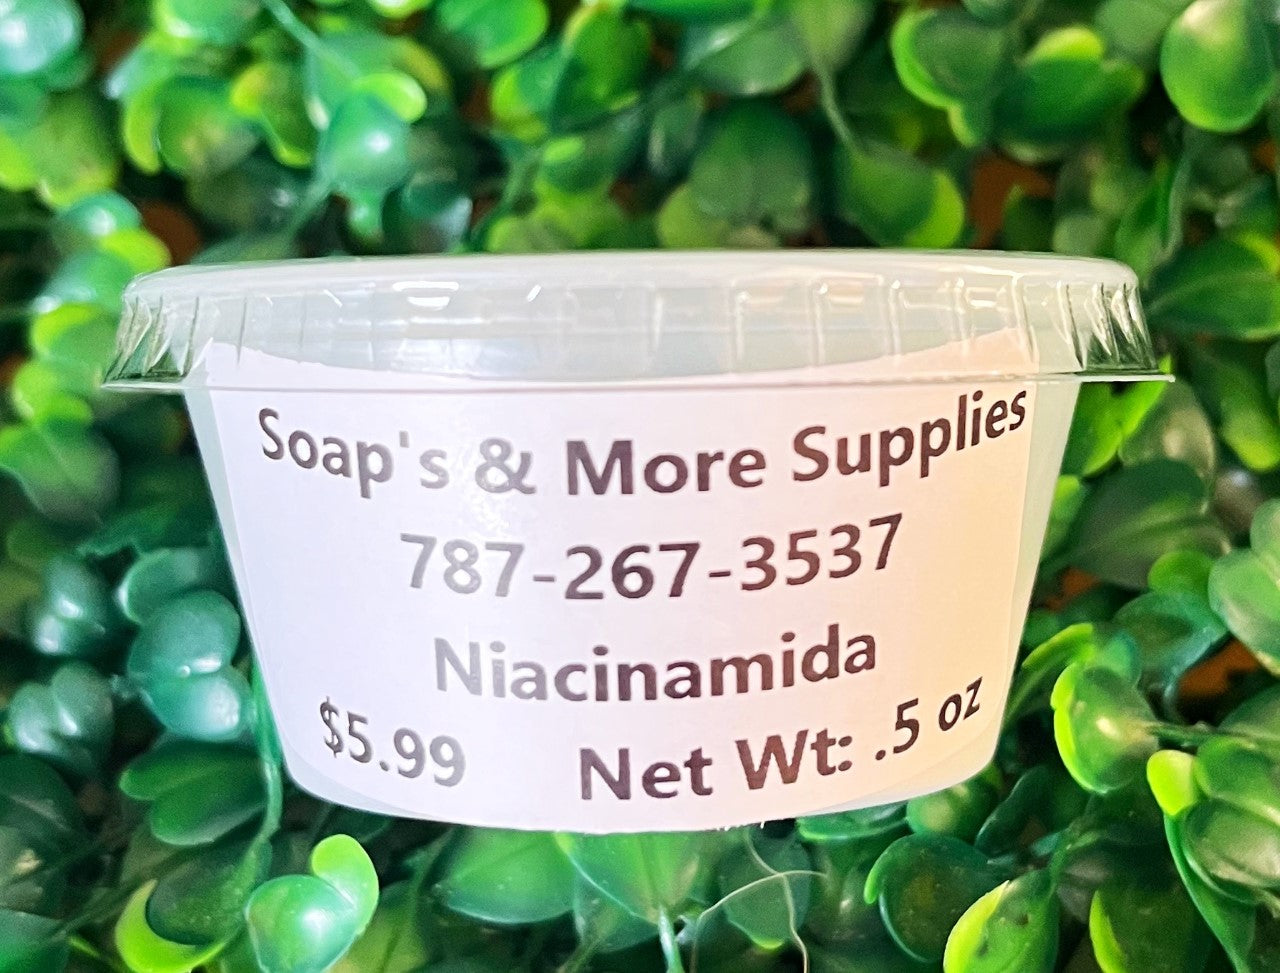 Soap's & More Supplies
787-267-3537
Niacinamida
$5.99 Net Wt: .5 oz